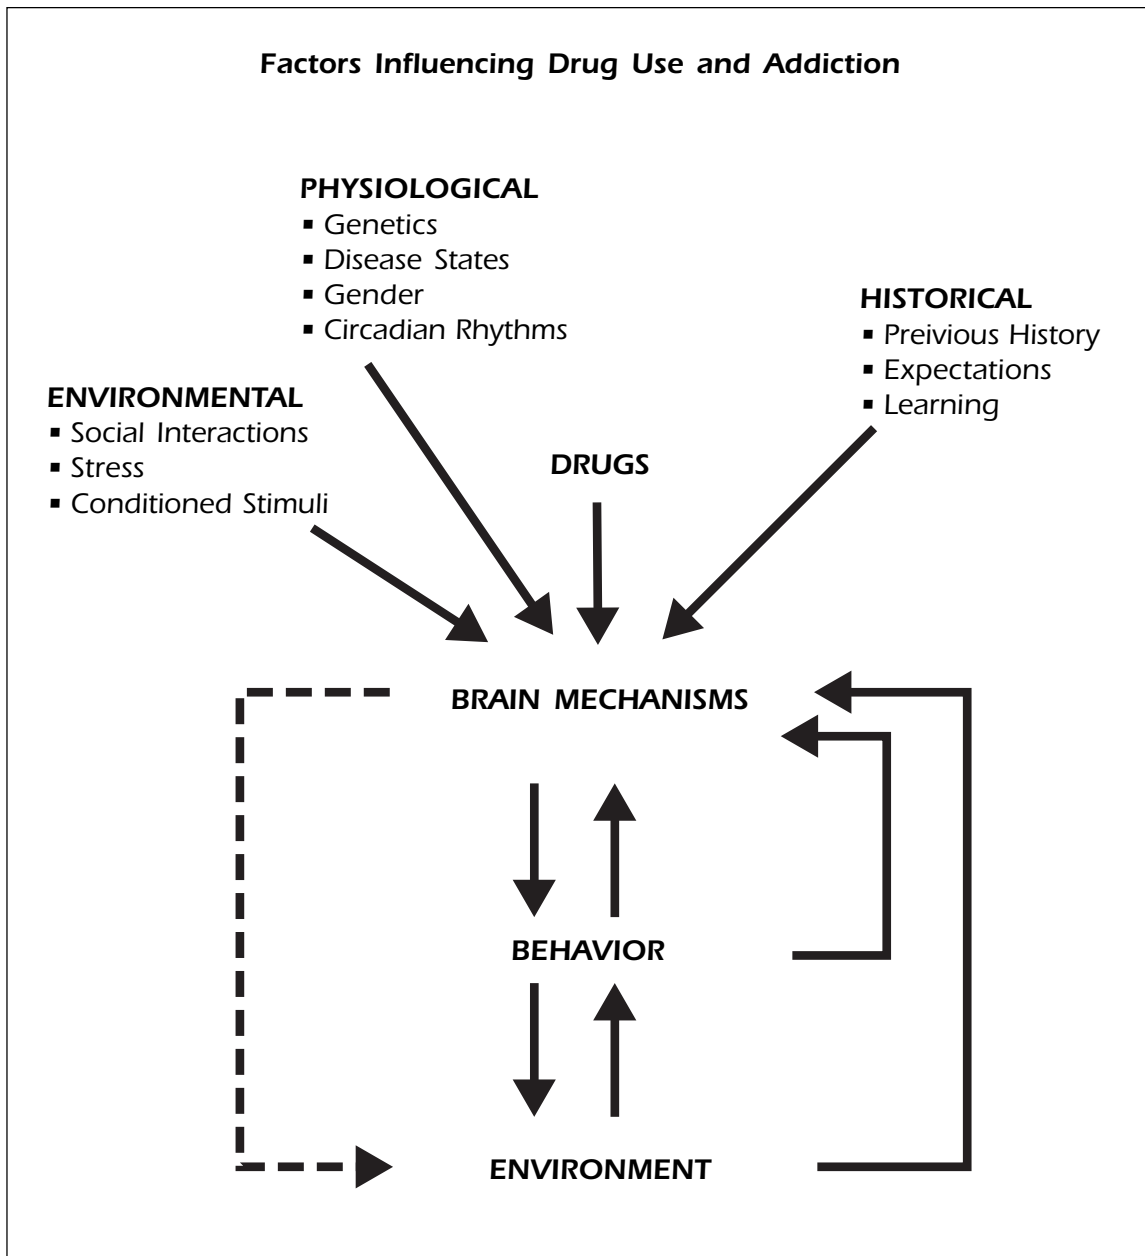 Factors Influencing Drug Use and Addiction
PHYSIOLOGICAL
▪ Genetics
▪ Disease States
▪ Gender
▪ Circadian Rhythms
HISTORICAL
▪ Preivious History
▪ Expectations
▪ Learning
ENVIRONMENTAL
▪ Social Interactions
▪ Stress
▪ Conditioned Stimuli
DRUGS
BRAIN MECHANISMS
BEHAVIOR
ENVIRONMENT